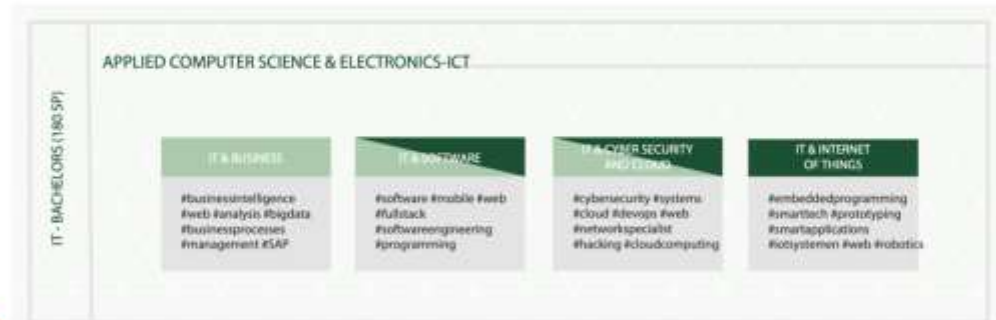 APPLIED COMPUTER SCIENCE & ELECTRONICS-ICT
IT - BACHELORS (180 SP)
IT & BUSINESS
#businessintelligence
#web #analysis #bigdata
#businessprocesses
#management #SAP
IT & SOFTWARE
#software #mobile #web
#fullstack
#softwareengineering
#programming
IT & CYBER SECURITY
AND CLOUD
#cybersecurity #systems
#cloud #devops #web
#networkspecialist
#hacking #cloudcomputing
IT & INTERNET
OF THINGS
#embeddedprogramming
#smarttech #prototyping
#smartapplications
#iotsystemen #web #robotics